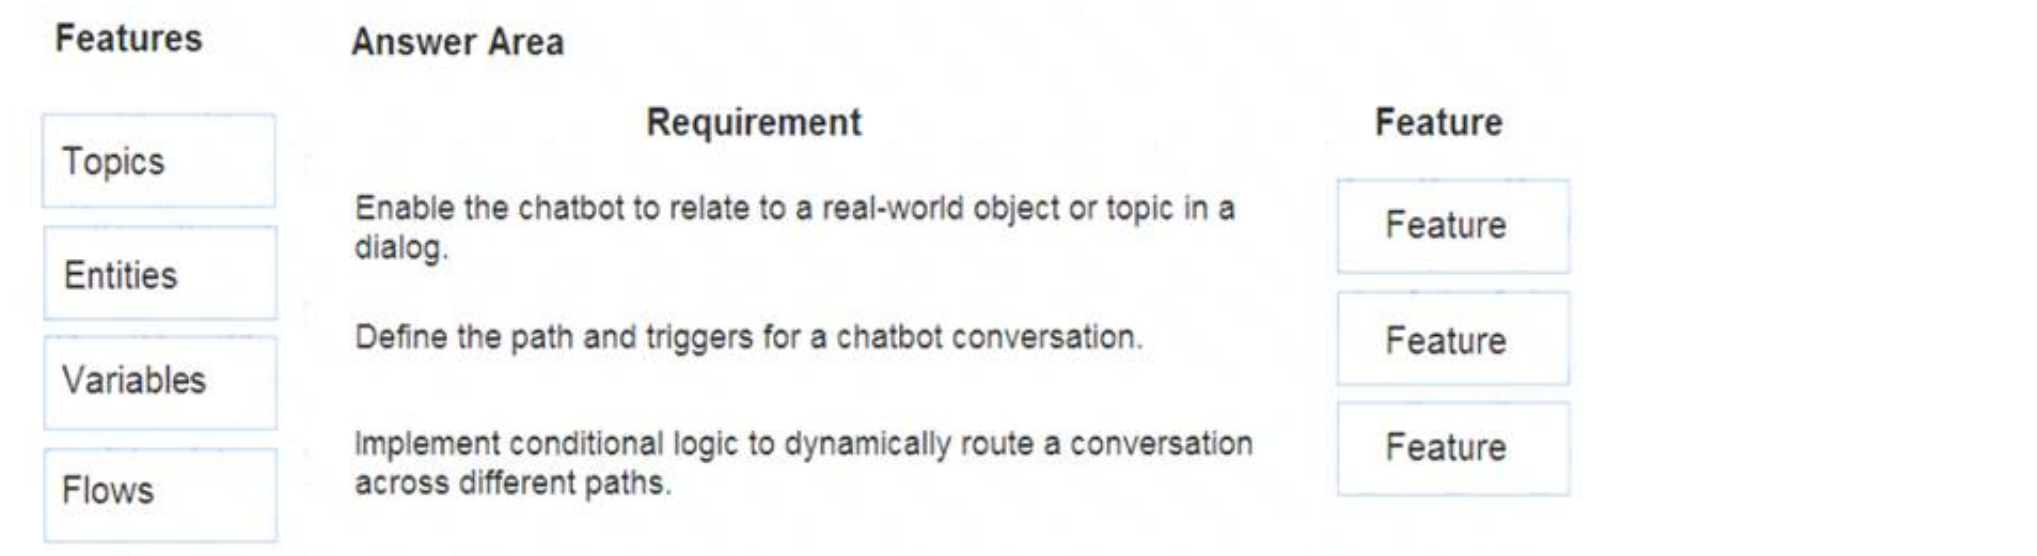 Features
Answer Area
Requirement
Feature
Topics
Enable the chatbot to relate to a real-world object or topic in a
dialog.
Feature
Entities
Define the path and triggers for a chatbot conversation.
Feature
Variables
Implement conditional logic to dynamically route a conversation
across different paths.
Feature
Flows